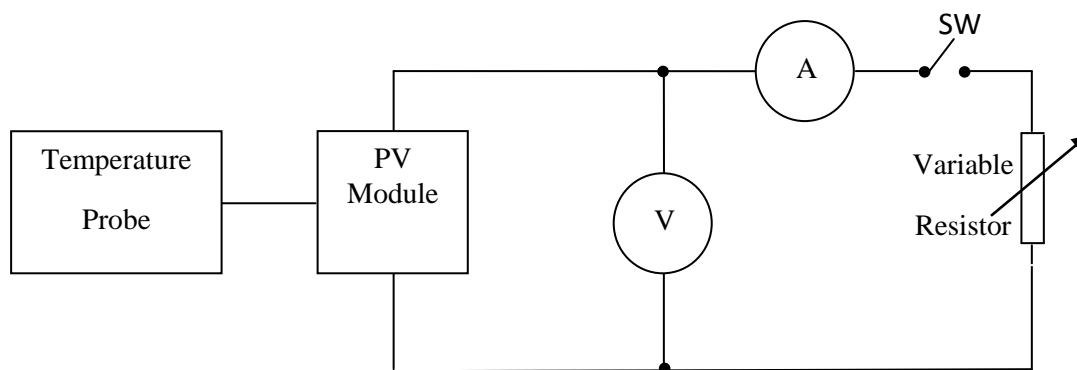 SW
A
Temperature
Probe
PV
Module
V
Variable
Resistor